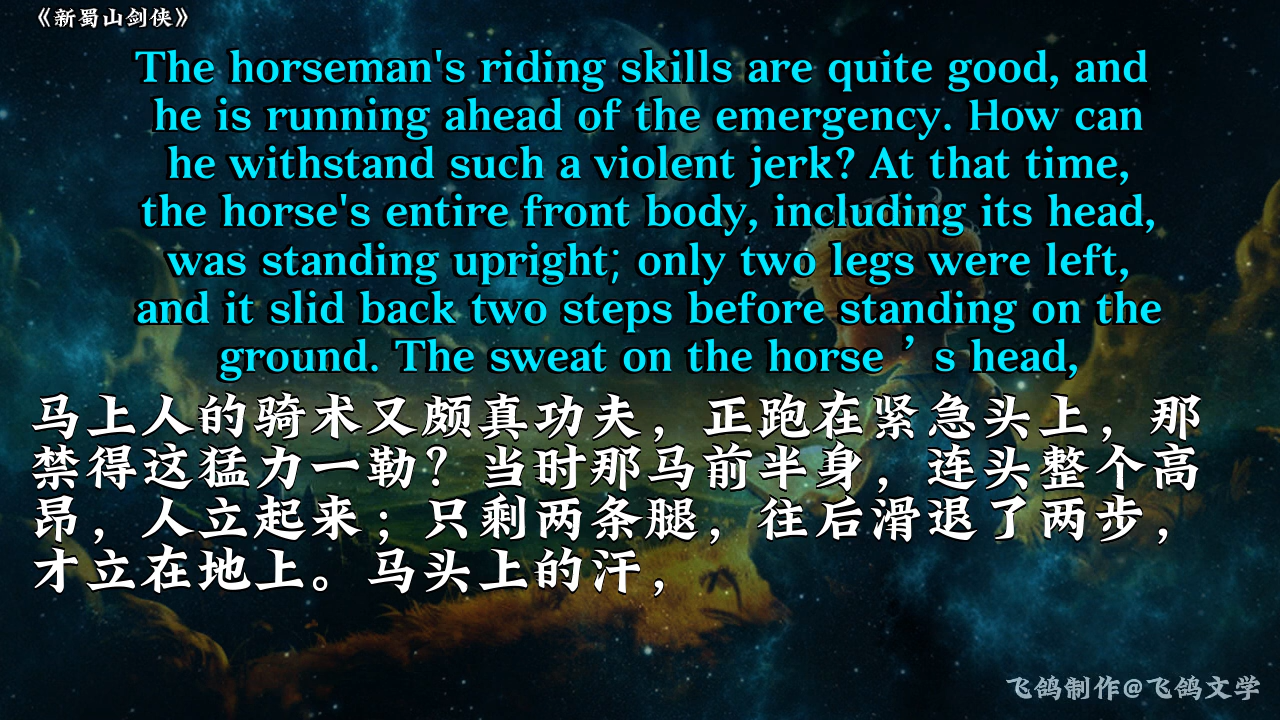 《新蜀山剑侠》
The horseman's riding skills are quite good, and
he is running ahead of the emergency. How can
he withstand such a violent jerk? At that time,
the horse's entire front body, including its head,
was standing upright; only two legs were left,
and it slid back two steps before standing on the
ground. The sweat on the horse ’ s head,
马上人的骑术又颇真功夫，正跑在紧急头上，那
禁得这猛力一勒？当时那马前半身，连头整个高
昂，人立起来；只剩两条腿，往后滑退了两步，
才立在地上。马头上的汗，
飞鸽制作@飞鸽文学